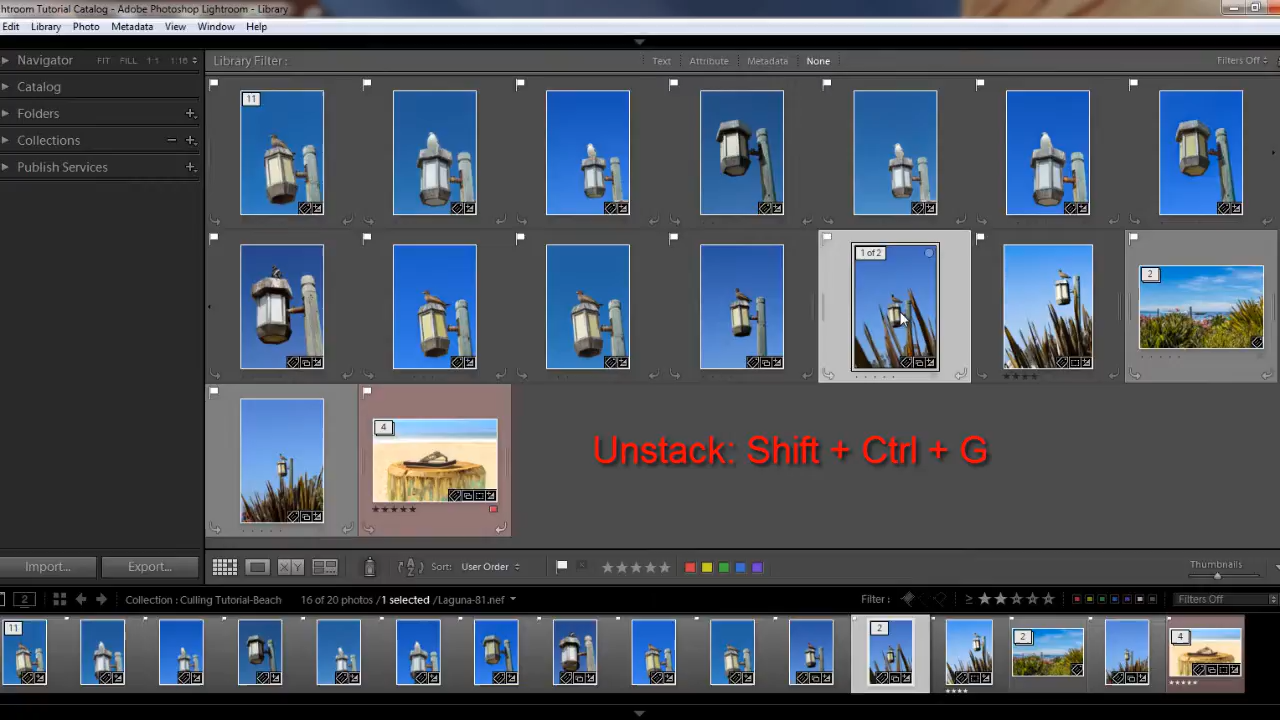 htroom Tutorial Catalog - Adobe Photoshop Lightroom - Library
Edit Library Photo Metadata View Window Help
Navigator FIT FILL 1:1 1:16
Library Filter : Text Attribute Metadata None Filters Off
Catalog
Folders
Collections
Publish Services
11
1 of 2
2
4
Unstack: Shift + Ctrl + G
Import... Export... XY Sort: User Order Thumbnails
2 Collection : Culling Tutorial-Beach 16 of 20 photos /1 selected /Laguna-81.nef Filter : ≥ ★★☆☆☆ Filters Off
11 2 2 4